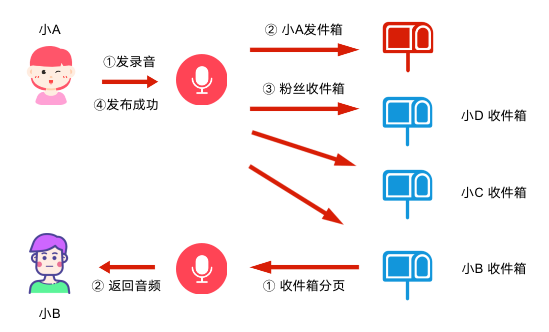 小A
①发录音
④发布成功
② 小A发件箱
③ 粉丝收件箱
小D 收件箱
小C 收件箱
小B 收件箱
① 收件箱分页
② 返回音频
小B